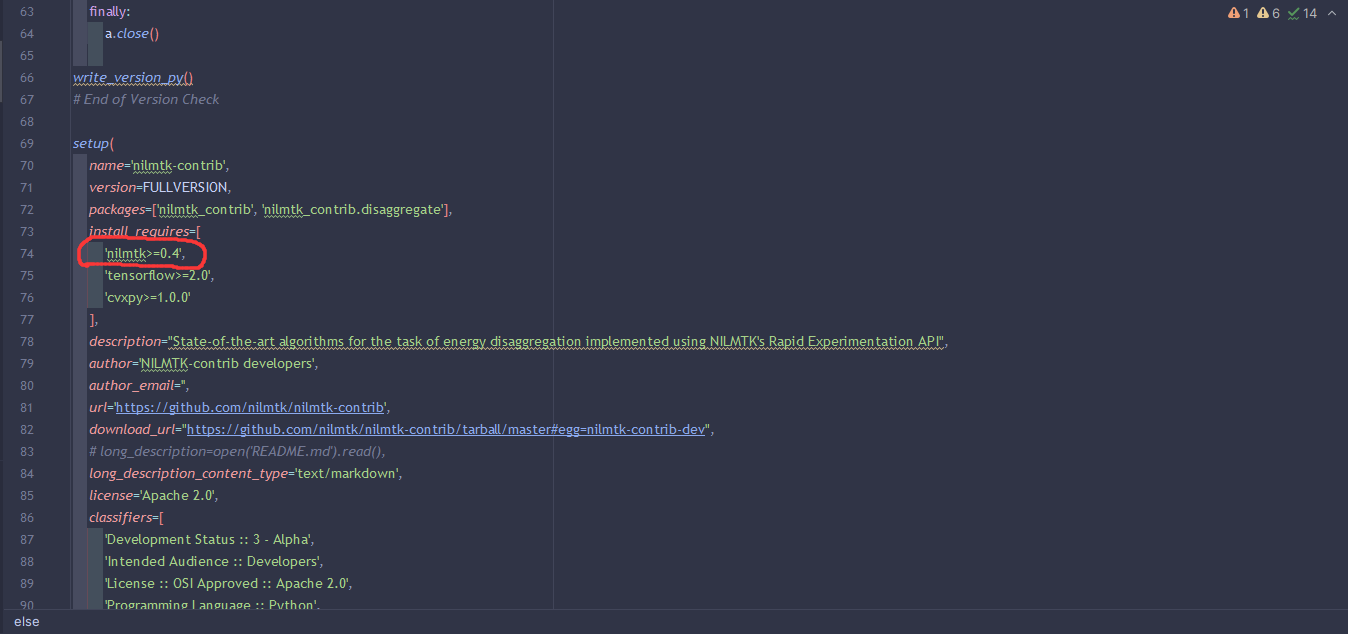 63 finally:
1 6 14
64 a.close()
65
66 write_version_py()
67 # End of Version Check
68
69 setup(
70 name='nilmtk-contrib',
71 version=FULLVERSION,
72 packages=['nilmtk_contrib', 'nilmtk_contrib.disaggregate'],
73 install_requires=[
74 'nilmtk>=0.4',
75 'tensorflow>=2.0',
76 'cvxpy>=1.0.0'
77 ],
78 description="State-of-the-art algorithms for the task of energy disaggregation implemented using NILMTK's Rapid Experimentation API",
79 author='NILMTK-contrib developers',
80 author_email='',
81 url='https://github.com/nilmtk/nilmtk-contrib',
82 download_url="https://github.com/nilmtk/nilmtk-contrib/tarball/master#egg=nilmtk-contrib-dev",
83 # long_description=open('README.md').read(),
84 long_description_content_type='text/markdown',
85 license='Apache 2.0',
86 classifiers=[
87 'Development Status :: 3 - Alpha',
88 'Intended Audience :: Developers',
89 'License :: OSI Approved :: Apache 2.0',
90 'Programming Language :: Python',
else